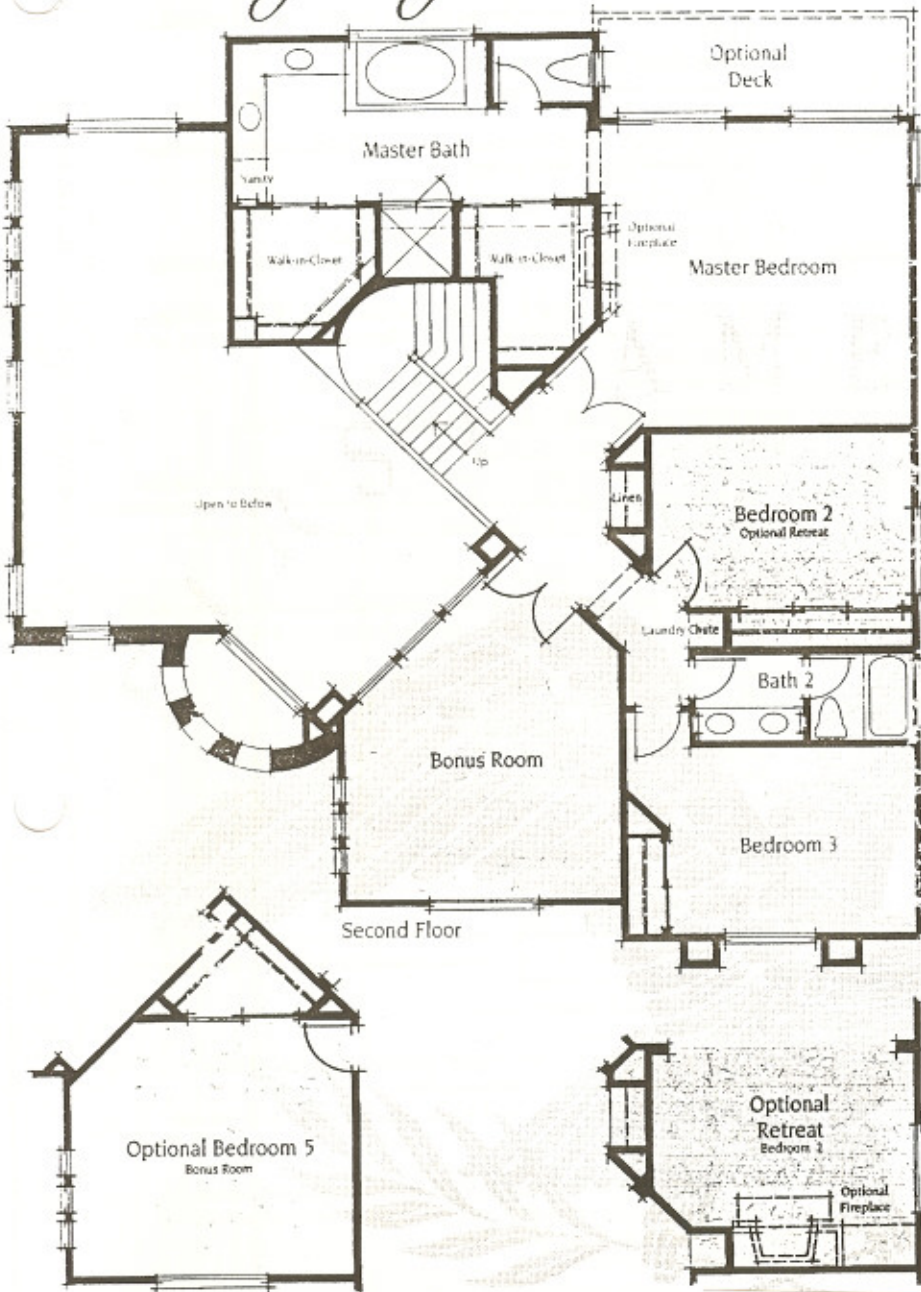 Optional
Deck
Master Bath
Vanity
Walk-in-Closet
Walk-in-Closet
Optional
Fireplace
Master Bedroom
Up
Linen
Open to Below
Bedroom 2
Optional Retreat
Laundry Chute
Bath 2
Bonus Room
Bedroom 3
Second Floor
Optional Bedroom 5
Bonus Room
Optional
Retreat
Bedroom 2
Optional
Fireplace